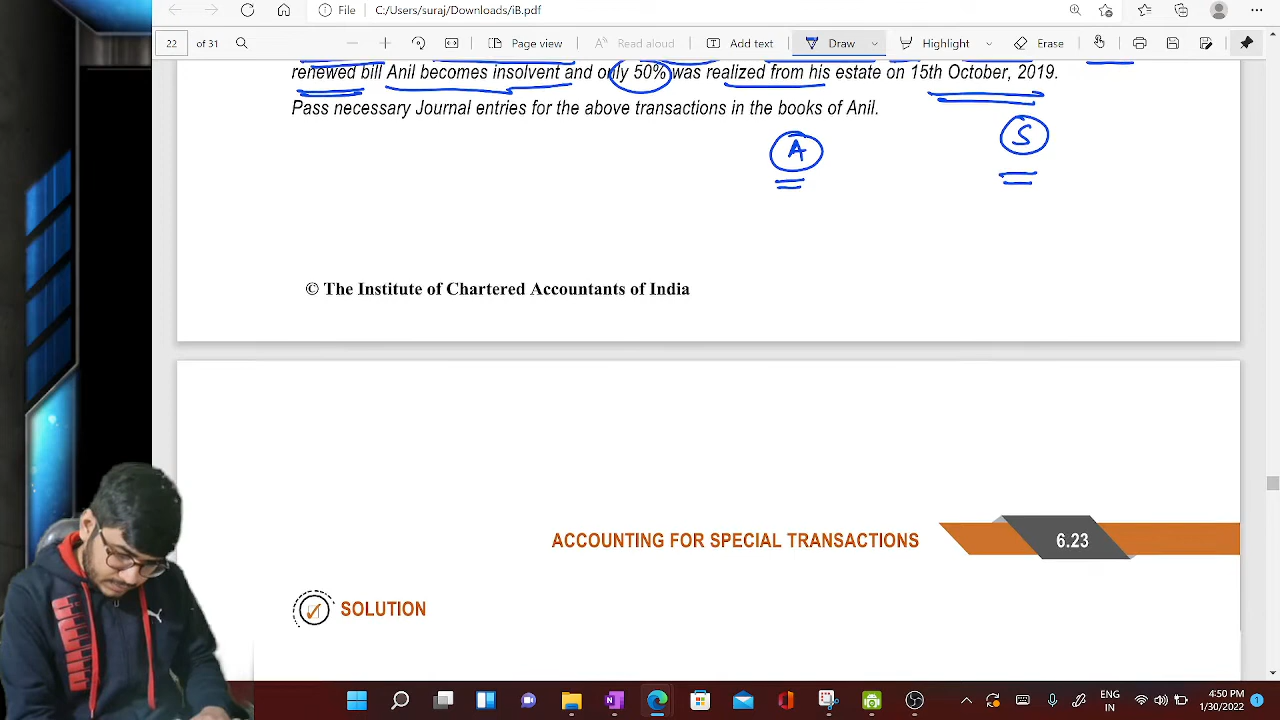 File C:/Users/suraj/Downloads/iB.pdf
22 of 31 Page view Read aloud Add text Draw Highlight Erase
renewed bill Anil becomes insolvent and only 50% was realized from his estate on 15th October, 2019.
Pass necessary Journal entries for the above transactions in the books of Anil.
A S
© The Institute of Chartered Accountants of India
ACCOUNTING FOR SPECIAL TRANSACTIONS 6.23
SOLUTION
ENG 4:50 PM
IN 1/30/2022